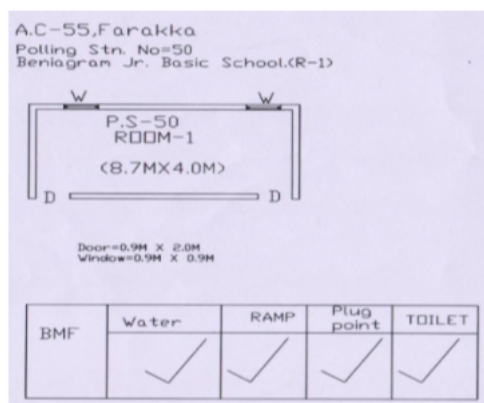 A.C-55,Farakka
Polling Stn. No=50
Beniagram Jr. Basic School.(R-1)
W W
P.S-50
ROOM-1
(8.7MX4.0M)
D D
Door=0.9M X 2.0M
Window=0.9M X 0.9M
BMF Water RAMP Plug point TOILET